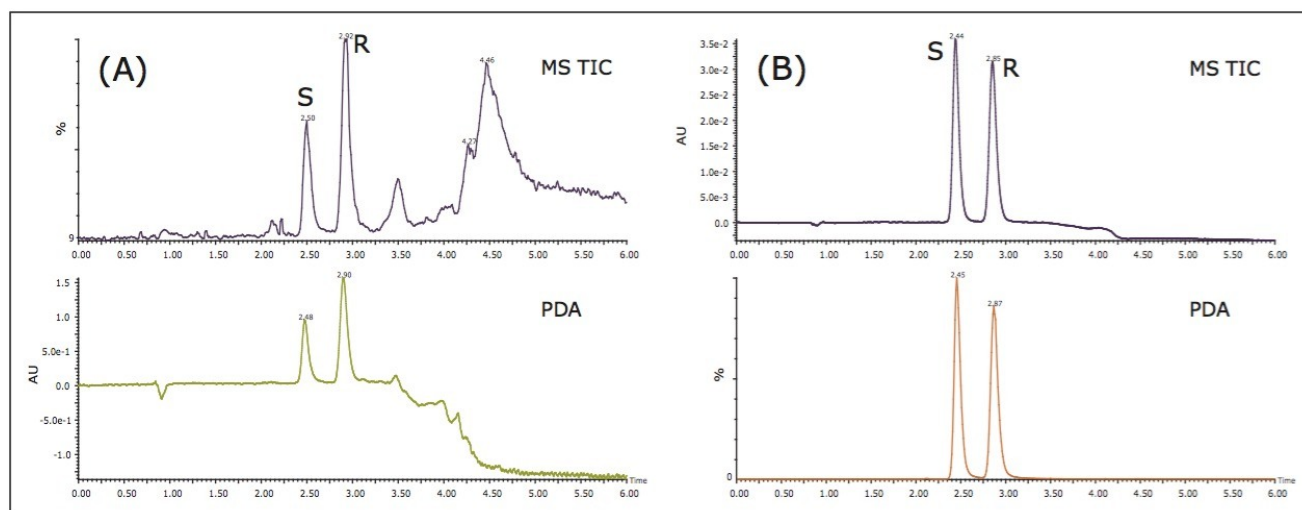 (A)
S
2.50
2.92
R
4.27
4.46
MS TIC
%
9
0.00 0.50 1.00 1.50 2.00 2.50 3.00 3.50 4.00 4.50 5.00 5.50 6.00
PDA
2.48
2.90
AU
1.5
1.0
5.0e-1
0.0
-5.0e-1
-1.0
Time
0.00 0.50 1.00 1.50 2.00 2.50 3.00 3.50 4.00 4.50 5.00 5.50 6.00
(B)
S
2.44
2.85
R
MS TIC
AU
3.5e-2
3.0e-2
2.5e-2
2.0e-2
1.5e-2
1.0e-2
5.0e-3
0.0
0.00 0.50 1.00 1.50 2.00 2.50 3.00 3.50 4.00 4.50 5.00 5.50 6.00
2.45
2.87
PDA
%
0
Time
0.00 0.50 1.00 1.50 2.00 2.50 3.00 3.50 4.00 4.50 5.00 5.50 6.00